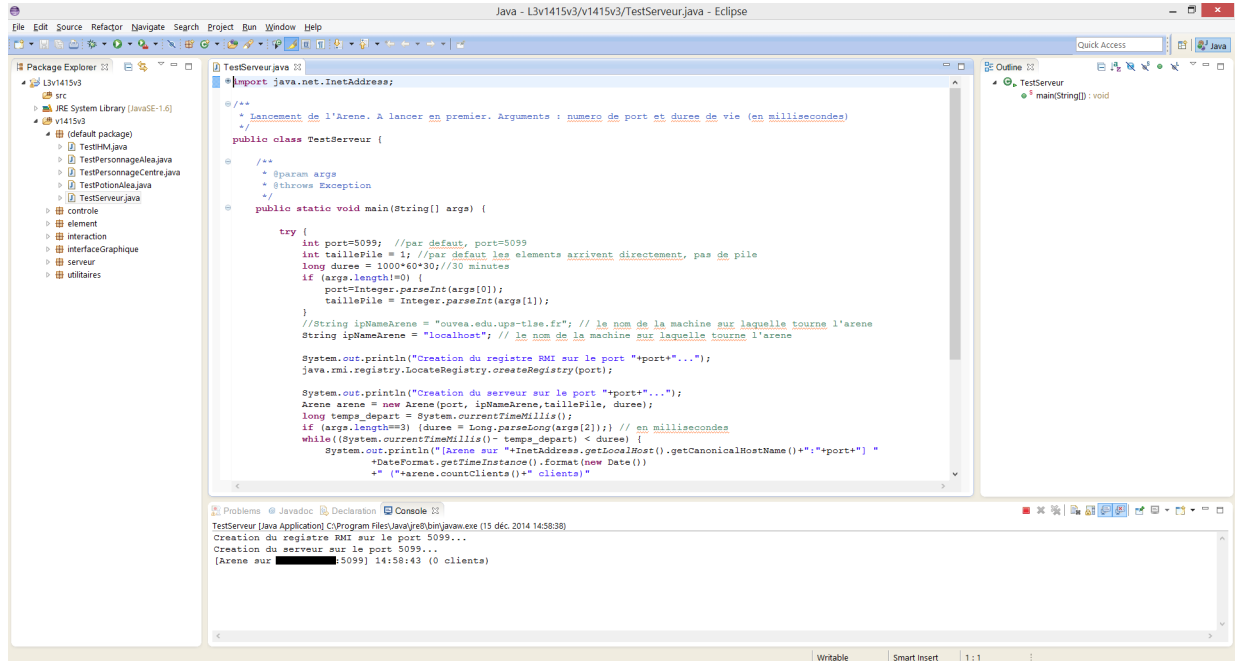 Java - L3v1415v3/v1415v3/TestServeur.java - Eclipse
File Edit Source Refactor Navigate Search Project Run Window Help
Quick Access
Java
Package Explorer
L3v1415v3
src
JRE System Library [JavaSE-1.6]
v1415v3
(default package)
TestIHM.java
TestPersonnageAlea.java
TestPersonnageCentre.java
TestPotionAlea.java
TestServeur.java
controle
element
interaction
interfaceGraphique
serveur
utilitaires
TestServeur.java
import java.net.InetAddress;
/**
* Lancement de l'Arene. A lancer en premier. Arguments : numero de port et duree de vie (en millisecondes)
*/
public class TestServeur {
/**
* @param args
* @throws Exception
*/
public static void main(String[] args) {
try {
int port=5099; //par defaut, port=5099
int taillePile = 1; //par defaut les elements arrivent directement, pas de pile
long duree = 1000*60*30;//30 minutes
if (args.length!=0) {
port=Integer.parseInt(args[0]);
taillePile = Integer.parseInt(args[1]);
}
//String ipNameArene = "ouvea.edu.ups-tlse.fr"; // le nom de la machine sur laquelle tourne l'arene
String ipNameArene = "localhost"; // le nom de la machine sur laquelle tourne l'arene
System.out.println("Creation du registre RMI sur le port "+port+"...");
java.rmi.registry.LocateRegistry.createRegistry(port);
System.out.println("Creation du serveur sur le port "+port+"...");
Arene arene = new Arene(port, ipNameArene,taillePile, duree);
long temps_depart = System.currentTimeMillis();
if (args.length==3) {duree = Long.parseLong(args[2]);} // en millisecondes
while((System.currentTimeMillis()- temps_depart) < duree) {
System.out.println("[Arene sur "+InetAddress.getLocalHost().getCanonicalHostName()+":"+port+"] "
+DateFormat.getTimeInstance().format(new Date())
+" ("+arene.countClients()+" clients)"
Outline
TestServeur
S main(String[]) : void
Problems @ Javadoc Declaration Console
TestServeur [Java Application] C:\Program Files\Java\jre8\bin\javaw.exe (15 déc. 2014 14:58:38)
Creation du registre RMI sur le port 5099...
Creation du serveur sur le port 5099...
[Arene sur :5099] 14:58:43 (0 clients)
Writable Smart Insert 1 : 1